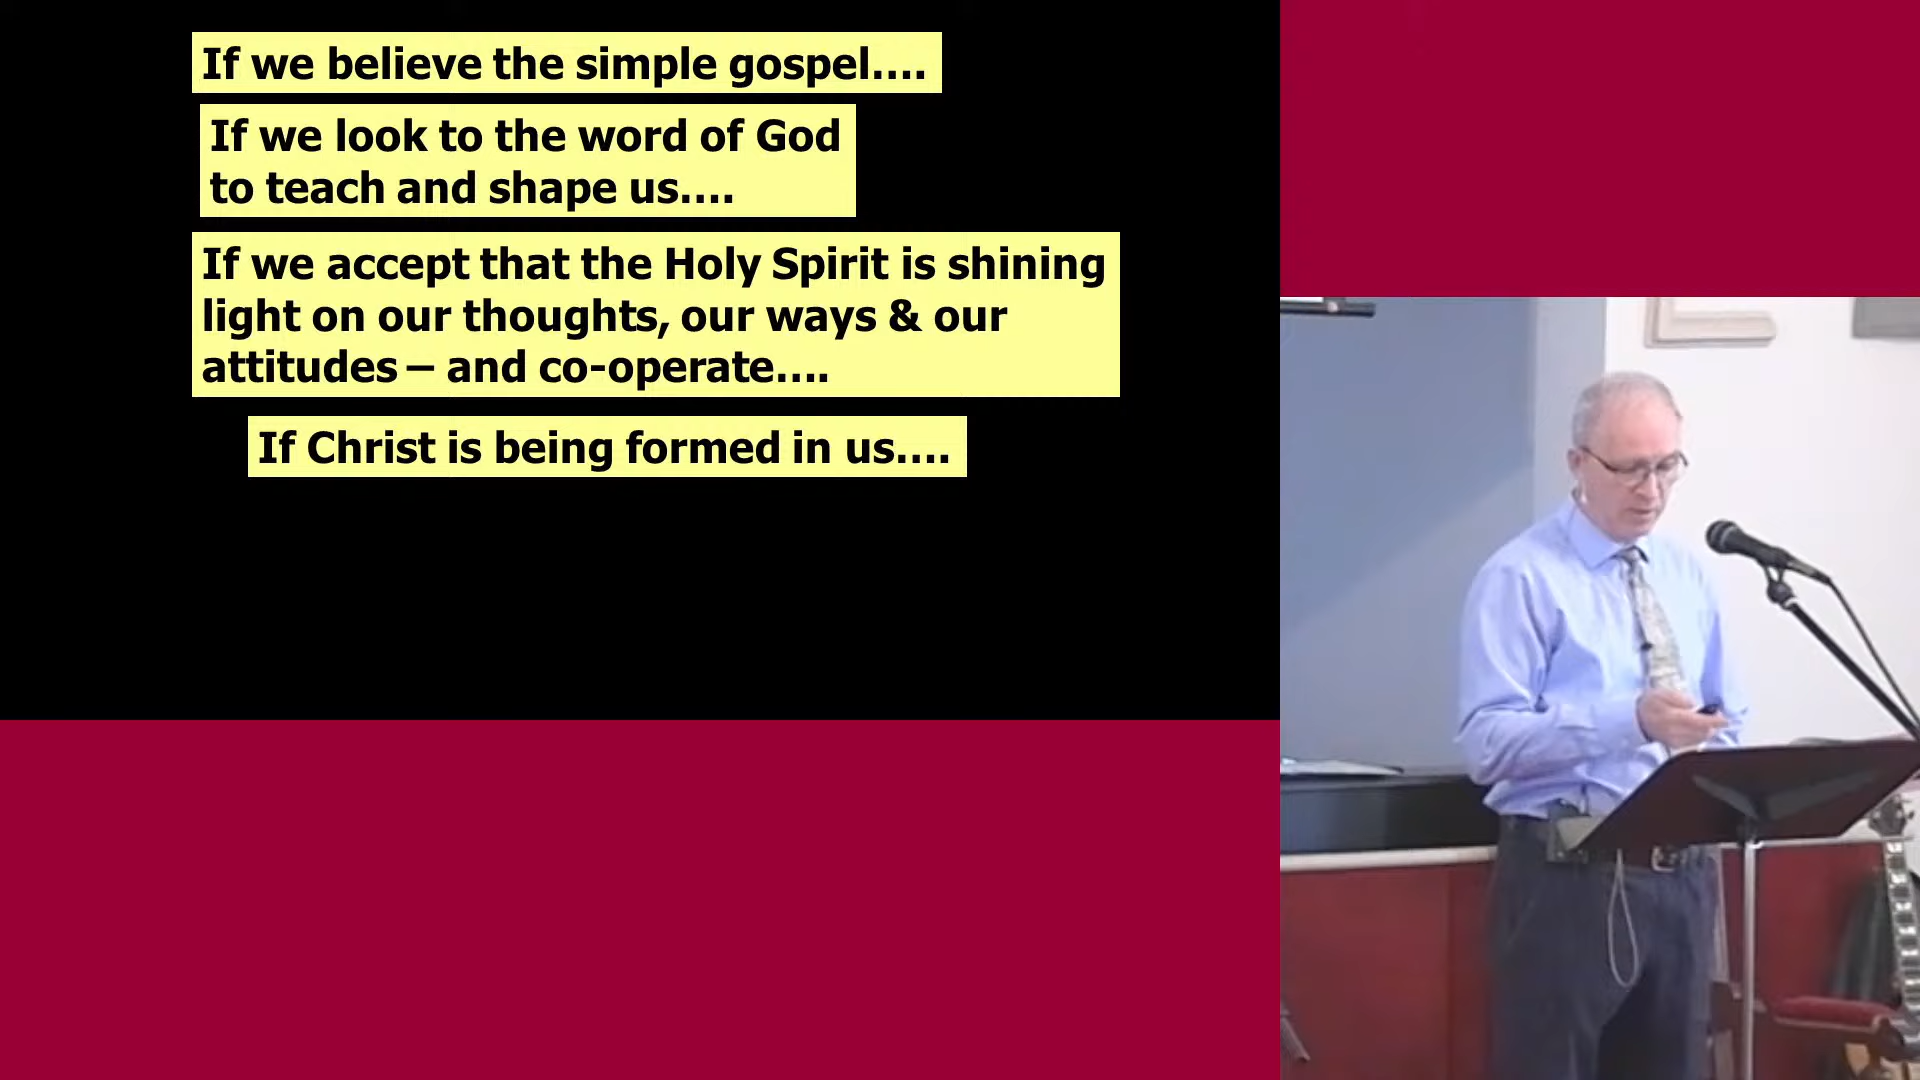 If we believe the simple gospel....
If we look to the word of God
to teach and shape us....
If we accept that the Holy Spirit is shining
light on our thoughts, our ways & our
attitudes – and co-operate....
If Christ is being formed in us....